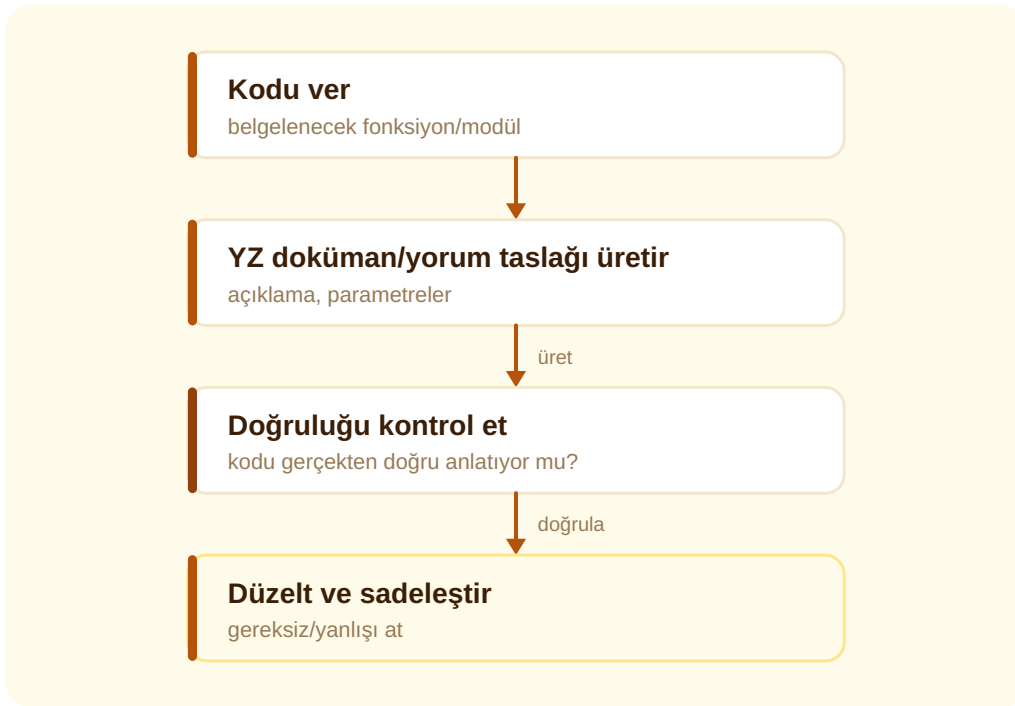 Kodu ver
belgelenecek fonksiyon/modül
YZ doküman/yorum taslağı üretir
açıklama, parametreler
üret
Doğruluğu kontrol et
kodu gerçekten doğru anlatıyor mu?
doğrula
Düzelt ve sadeleştir
gereksiz/yanlışı at